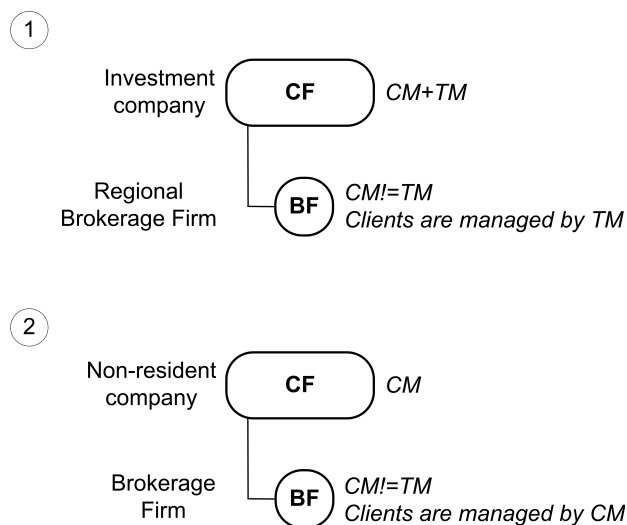 1
Investment
company
CF
CM+TM
Regional
Brokerage Firm
BF
CM!=TM
Clients are managed by TM
2
Non-resident
company
CF
CM
Brokerage
Firm
BF
CM!=TM
Clients are managed by CM